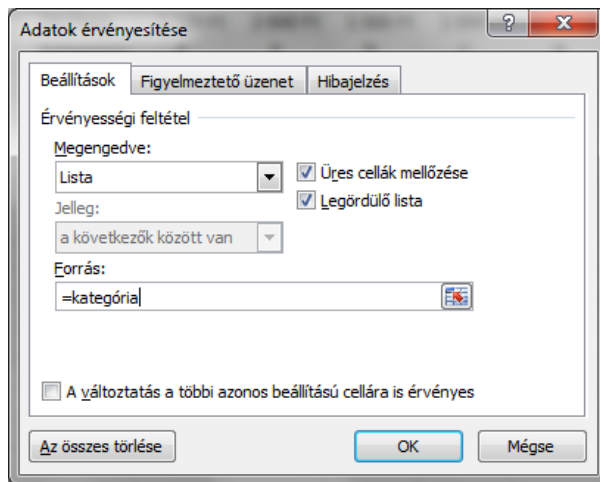 Adatok érvényesítése
Beállítások Figyelmeztető üzenet Hibajelzés
Érvényességi feltétel
Megengedve:
Lista Üres cellák mellőzése
Jelleg: Legördülő lista
a következők között van
Forrás:
=kategória
A változtatás a többi azonos beállítású cellára is érvényes
Az összes törlése OK Mégse